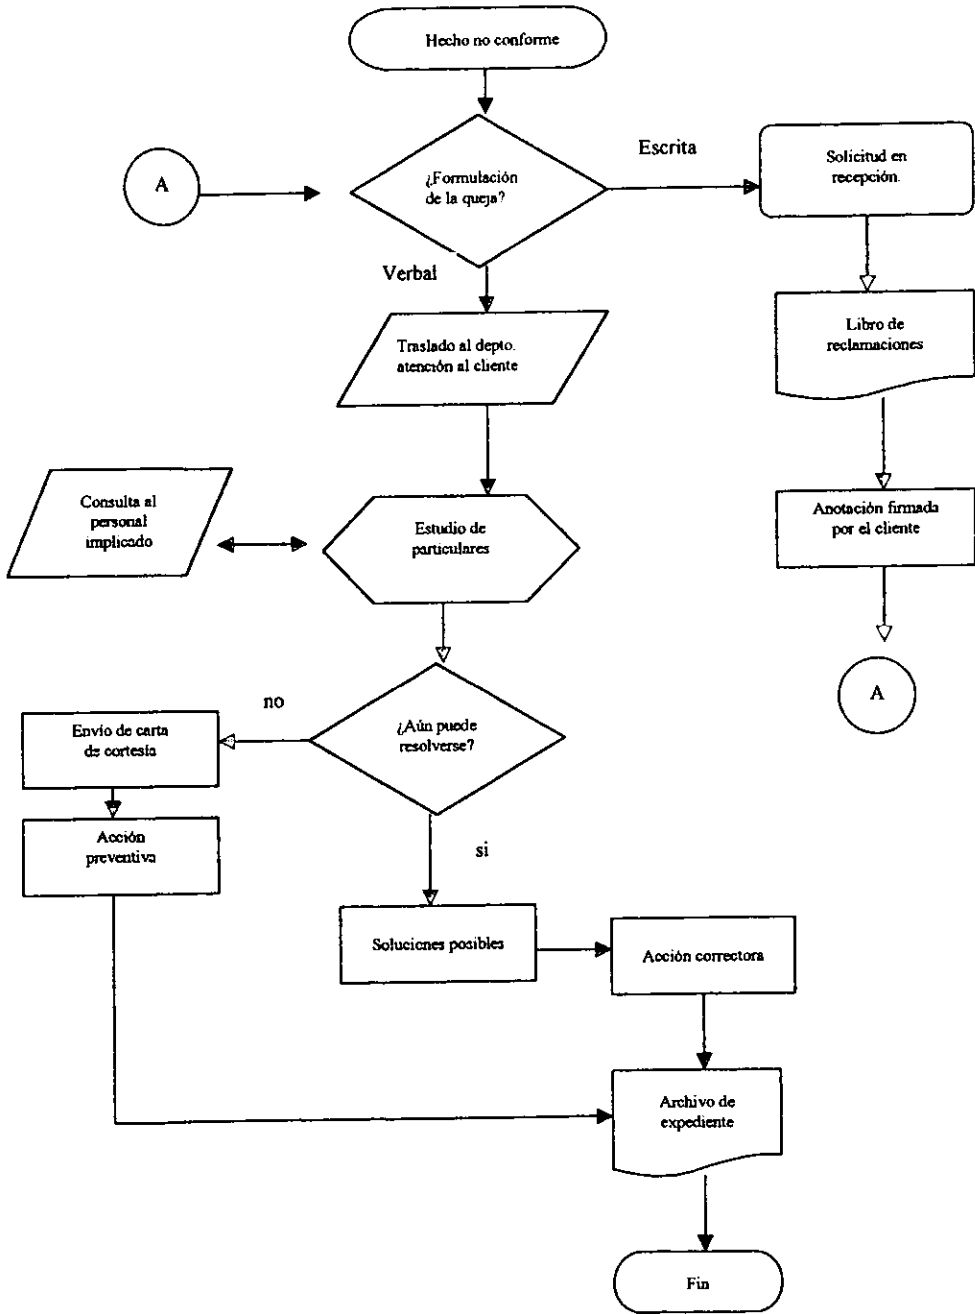 Hecho no conforme
Escrita
Solicitud en
recepción.
A
¿Formulación
de la queja?
Verbal
Libro de
reclamaciones
Traslado al depto.
atención al cliente
Consulta al
personal
implicado
Estudio de
particulares
Anotación firmada
por el cliente
A
no
Envío de carta
de cortesía
¿Aún puede
resolverse?
Acción
preventiva
si
Soluciones posibles
Acción correctora
Archivo de
expediente
Fin